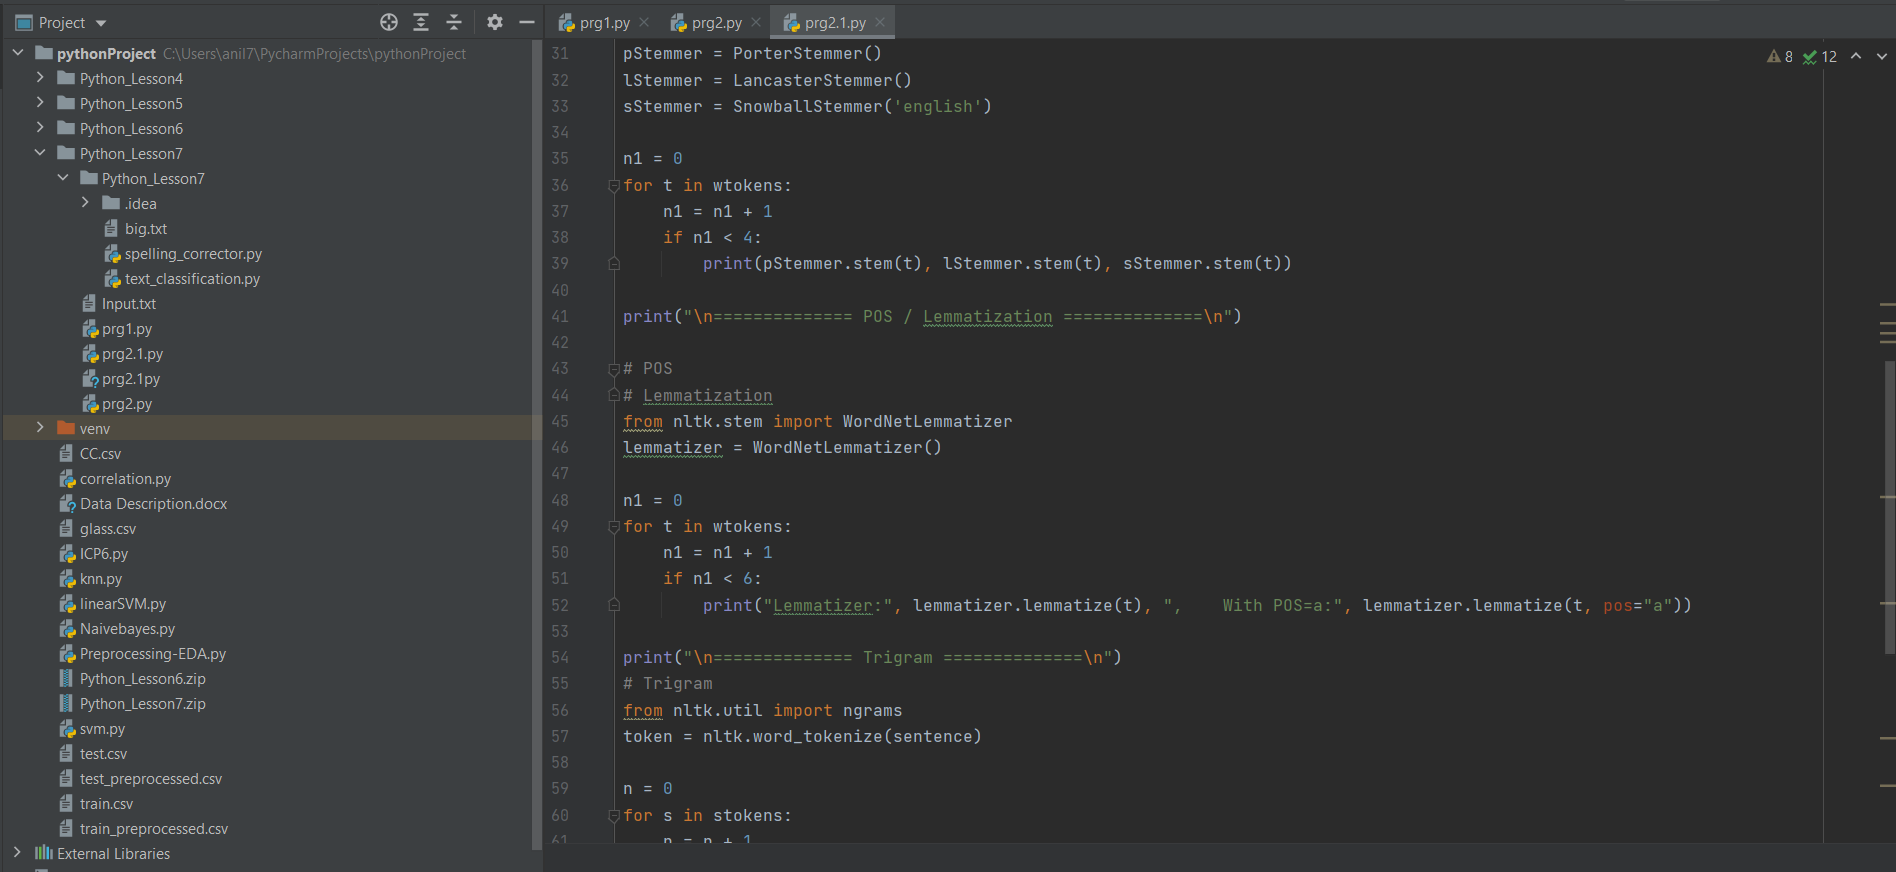 Project
pythonProject C:\Users\anil7\PycharmProjects\pythonProject
Python_Lesson4
Python_Lesson5
Python_Lesson6
Python_Lesson7
Python_Lesson7
.idea
big.txt
spelling_corrector.py
text_classification.py
Input.txt
prg1.py
prg2.1.py
prg2.1py
prg2.py
venv
CC.csv
correlation.py
Data Description.docx
glass.csv
ICP6.py
knn.py
linearSVM.py
Naivebayes.py
Preprocessing-EDA.py
Python_Lesson6.zip
Python_Lesson7.zip
svm.py
test.csv
test_preprocessed.csv
train.csv
train_preprocessed.csv
External Libraries
prg1.py prg2.py prg2.1.py
8 12
31 pStemmer = PorterStemmer()
32 lStemmer = LancasterStemmer()
33 sStemmer = SnowballStemmer('english')
34
35 n1 = 0
36 for t in wtokens:
37     n1 = n1 + 1
38     if n1 < 4:
39         print(pStemmer.stem(t), lStemmer.stem(t), sStemmer.stem(t))
40
41 print("\n============== POS / Lemmatization ==============\n")
42
43 # POS
44 # Lemmatization
45 from nltk.stem import WordNetLemmatizer
46 lemmatizer = WordNetLemmatizer()
47
48 n1 = 0
49 for t in wtokens:
50     n1 = n1 + 1
51     if n1 < 6:
52         print("Lemmatizer:", lemmatizer.lemmatize(t), ",    With POS=a:", lemmatizer.lemmatize(t, pos="a"))
53
54 print("\n============== Trigram ==============\n")
55 # Trigram
56 from nltk.util import ngrams
57 token = nltk.word_tokenize(sentence)
58
59 n = 0
60 for s in stokens:
61     n = n + 1